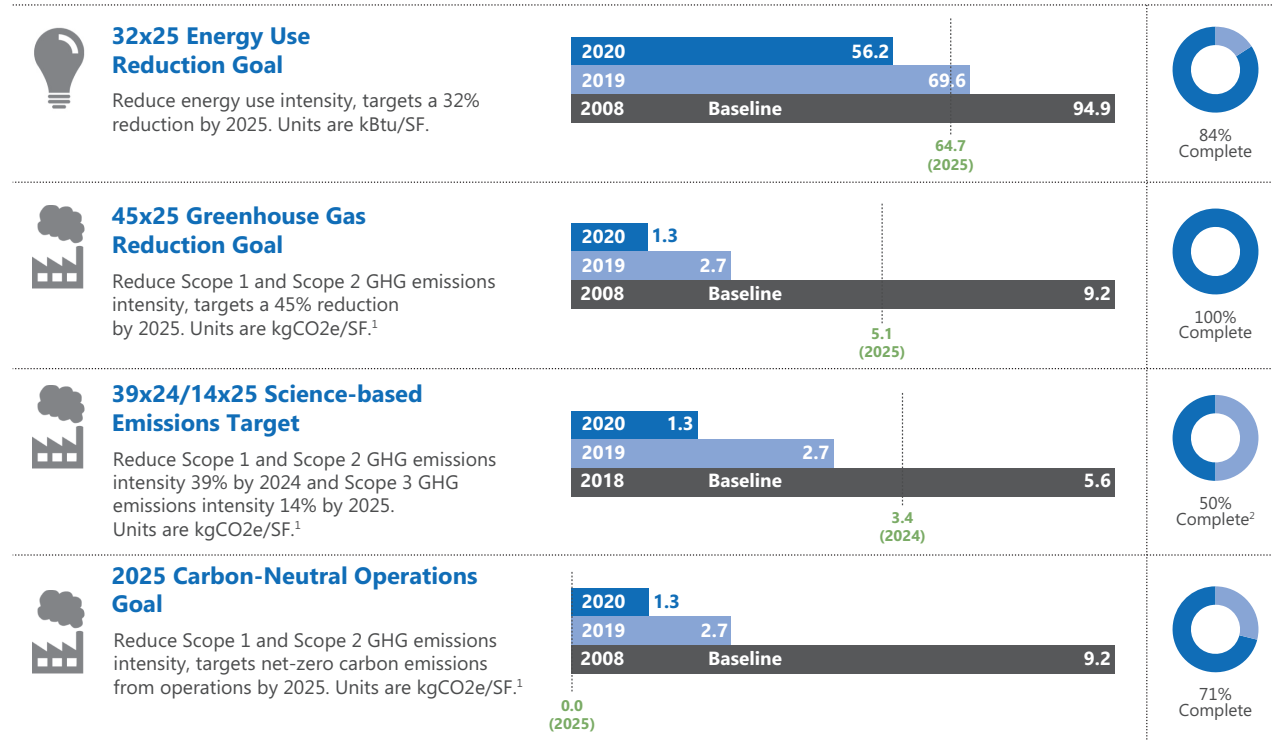 32x25 Energy Use
Reduction Goal
Reduce energy use intensity, targets a 32%
reduction by 2025. Units are kBtu/SF.
2020 56.2
2019 69.6
2008 Baseline 94.9
64.7
(2025)
84%
Complete
45x25 Greenhouse Gas
Reduction Goal
Reduce Scope 1 and Scope 2 GHG emissions
intensity, targets a 45% reduction
by 2025. Units are kgCO2e/SF.¹
2020 1.3
2019 2.7
2008 Baseline 9.2
5.1
(2025)
100%
Complete
39x24/14x25 Science-based
Emissions Target
Reduce Scope 1 and Scope 2 GHG emissions
intensity 39% by 2024 and Scope 3 GHG
emissions intensity 14% by 2025.
Units are kgCO2e/SF.¹
2020 1.3
2019 2.7
2018 Baseline 5.6
3.4
(2024)
50%
Complete²
2025 Carbon-Neutral Operations
Goal
Reduce Scope 1 and Scope 2 GHG emissions
intensity, targets net-zero carbon emissions
from operations by 2025. Units are kgCO2e/SF.¹
2020 1.3
2019 2.7
2008 Baseline 9.2
0.0
(2025)
71%
Complete